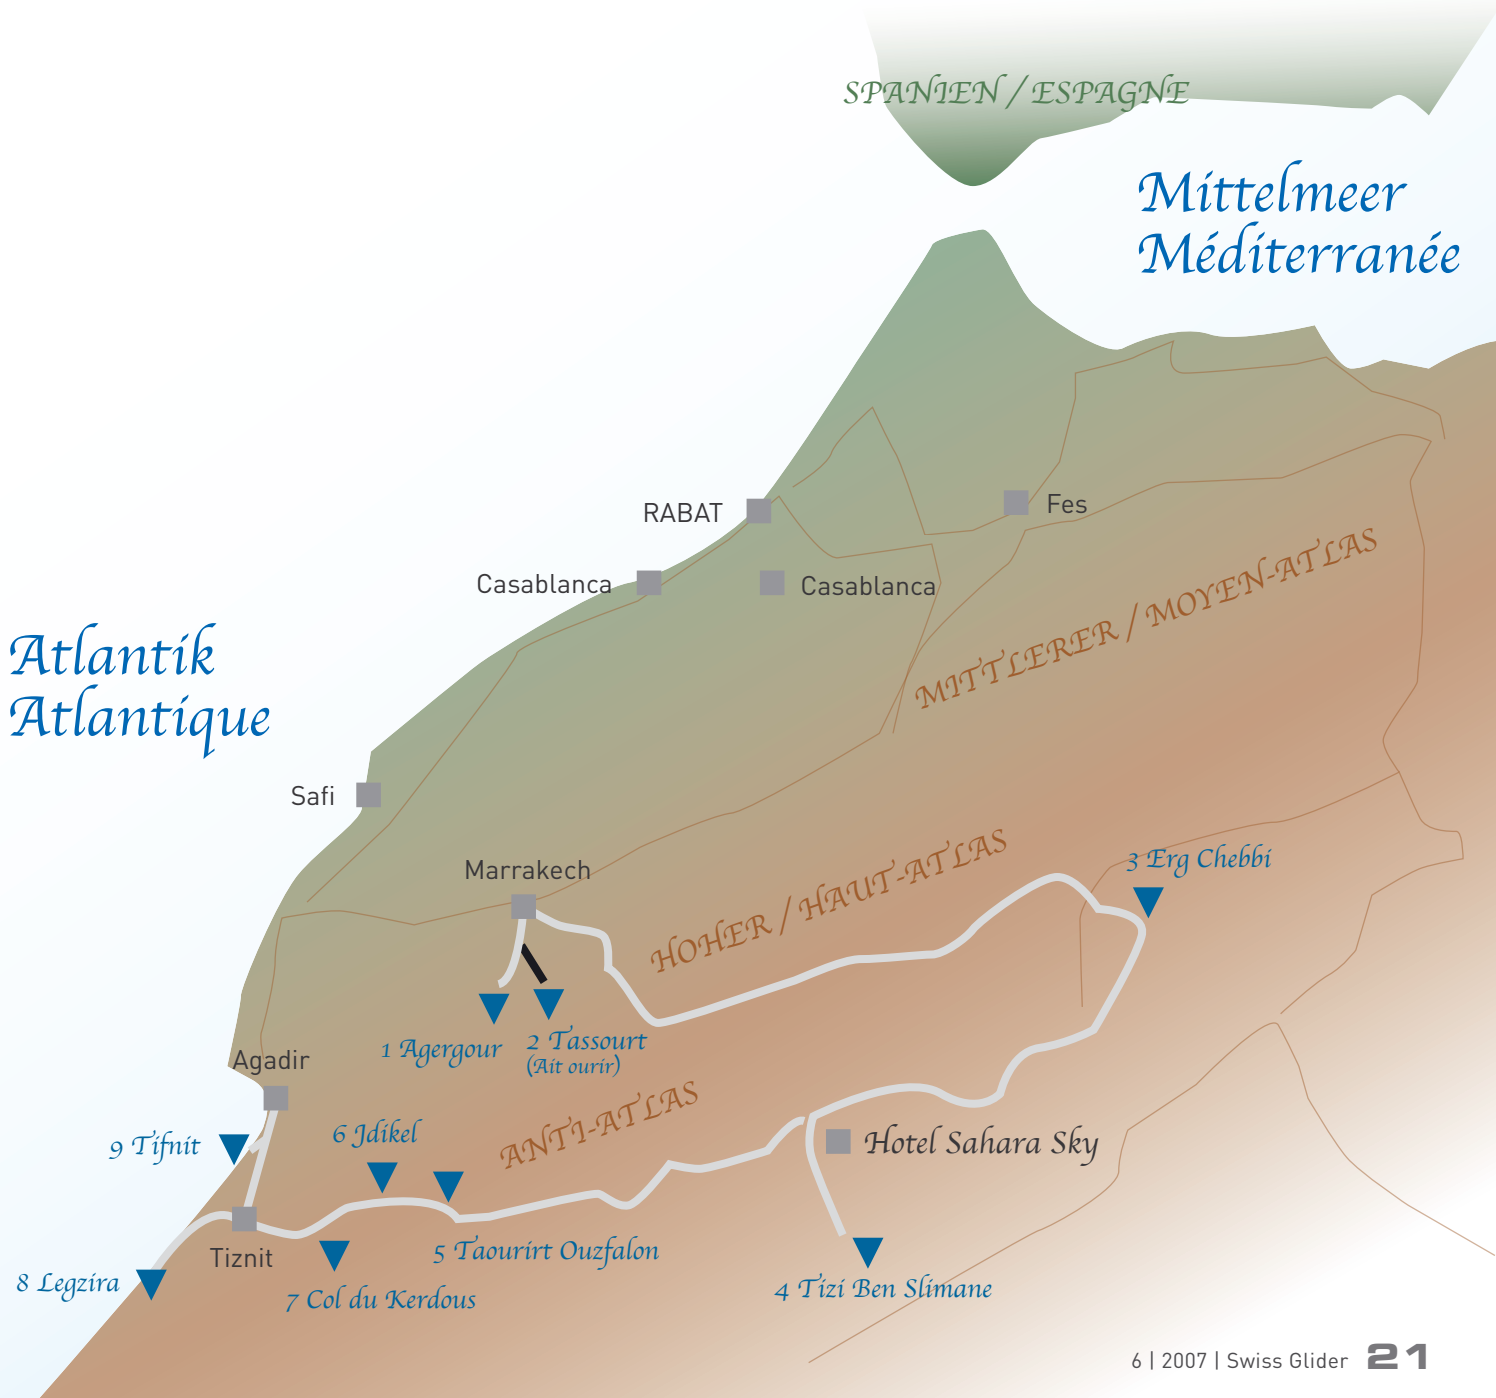 SPANIEN / ESPAGNE
Mittelmeer
Méditerranée
RABAT
Fes
Casablanca
Casablanca
MITTLERER / MOYEN-ATLAS
Atlantik
Atlantique
Safi
Marrakech
HOHER / HAUT-ATLAS
3 Erg Chebbi
1 Agergour
2 Tassourt
(Ait ourir)
Agadir
ANTI-ATLAS
9 Tifnit
6 Jdikel
Hotel Sahara Sky
Tiznit
5 Taourirt Ouzfalon
8 Legzira
7 Col du Kerdous
4 Tizi Ben Slimane
6 | 2007 | Swiss Glider 21